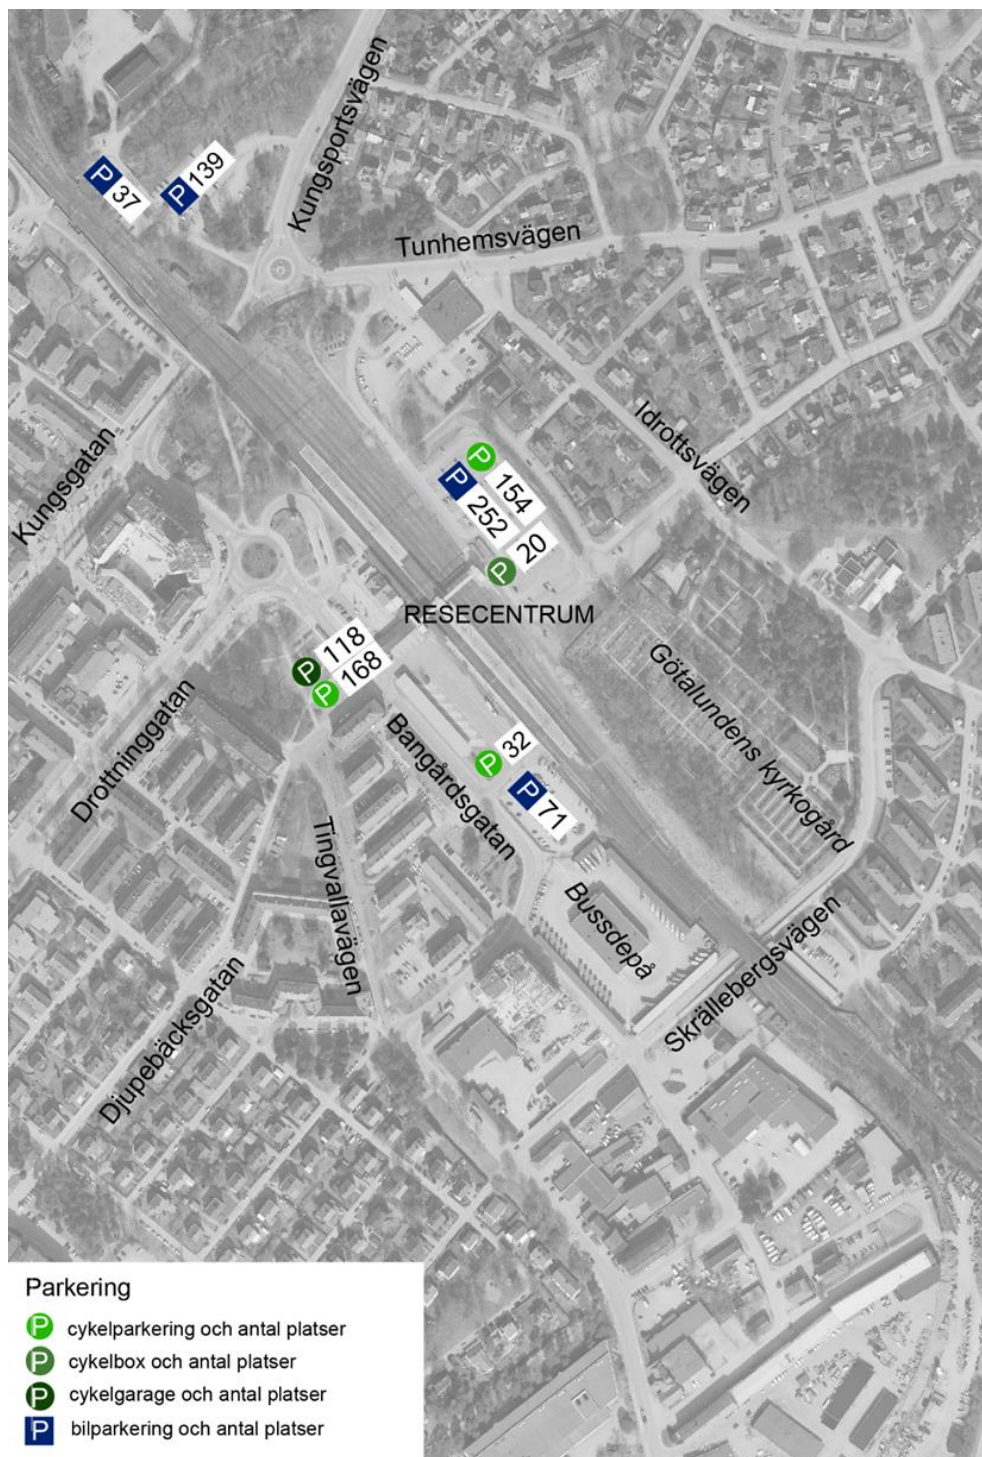 Kungsportsvägen
P 37
P 139
Tunhemsvägen
Kungsgatan
Idrottsvägen
P 154
P 252
P 20
RESECENTRUM
P 118
P 168
Götalundens kyrkogård
Drottninggatan
Bangårdsgatan
P 32
P 71
Tingvallavägen
Bussdepå
Skrällebergsvägen
Djupebäcksgatan
Parkering
P cykelparkering och antal platser
P cykelbox och antal platser
P cykelgarage och antal platser
P bilparkering och antal platser